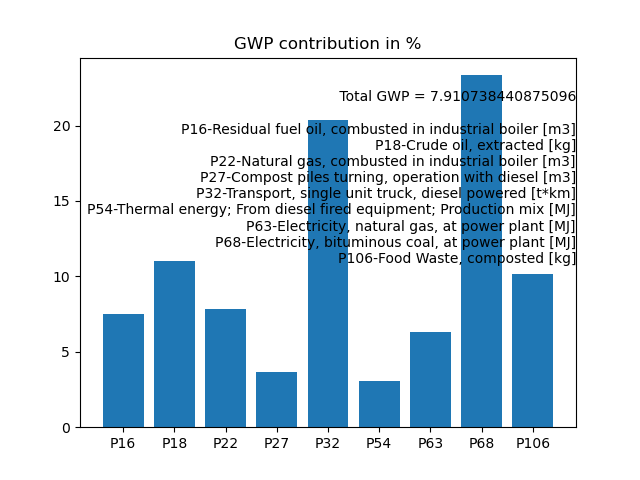 GWP contribution in %
Total GWP = 7.910738440875096
20
P16-Residual fuel oil, combusted in industrial boiler [m3]
P18-Crude oil, extracted [kg]
P22-Natural gas, combusted in industrial boiler [m3]
P27-Compost piles turning, operation with diesel [m3]
P32-Transport, single unit truck, diesel powered [t*km]
15
P54-Thermal energy; From diesel fired equipment; Production mix [MJ]
P63-Electricity, natural gas, at power plant [MJ]
P68-Electricity, bituminous coal, at power plant [MJ]
P106-Food Waste, composted [kg]
10
5
0
P16 P18 P22 P27 P32 P54 P63 P68 P106